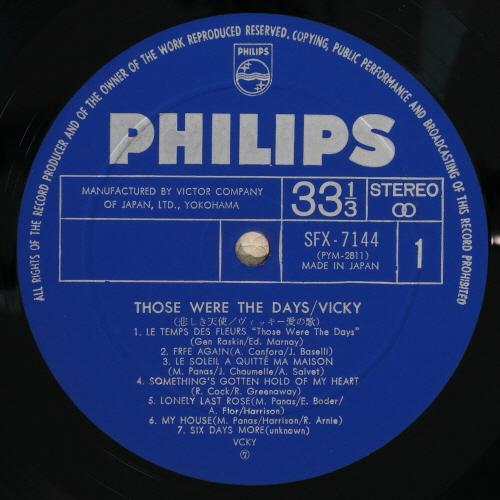 ALL RIGHTS OF THE RECORD PRODUCER AND OF THE OWNER OF THE WORK REPRODUCED RESERVED. COPYING, PUBLIC PERFORMANCE AND BROADCASTING OF THIS RECORD PROHIBITED
PHILIPS
PHILIPS
MANUFACTURED BY VICTOR COMPANY
OF JAPAN, LTD., YOKOHAMA
33 1/3
STEREO
SFX-7144
(PYM-2811)
MADE IN JAPAN
1
THOSE WERE THE DAYS/VICKY
(悲しき天使/ヴィッキー愛の歌)
1. LE TEMPS DES FLEURS "Those Were The Days"
(Gen Raskin/Ed. Marnay)
2. FRFE AGAIN(A. Canfora/J. Baselli)
3. LE SOLEIL A QUITTÉ MA MAISON
(M. Panas/J. Chaumelle/A. Salvet)
4. SOMETHING'S GOTTEN HOLD OF MY HEART
(R. Cock/R. Greenaway)
5. LONELY LAST ROSE(M. Panas/E. Boder/
A. Flor/Harrison)
6. MY HOUSE(M. Panas/Harrison/R. Arnie)
7. SIX DAYS MORE(unknown)
VCKY